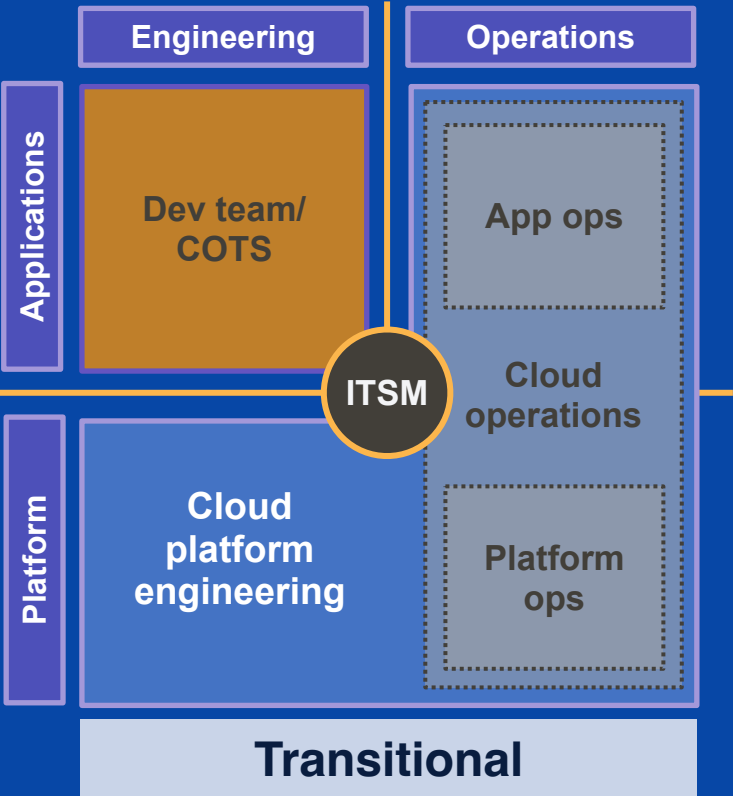 Engineering
Operations
Applications
Dev team/
COTS
App ops
ITSM
Cloud
operations
Platform
Cloud
platform
engineering
Platform
ops
Transitional